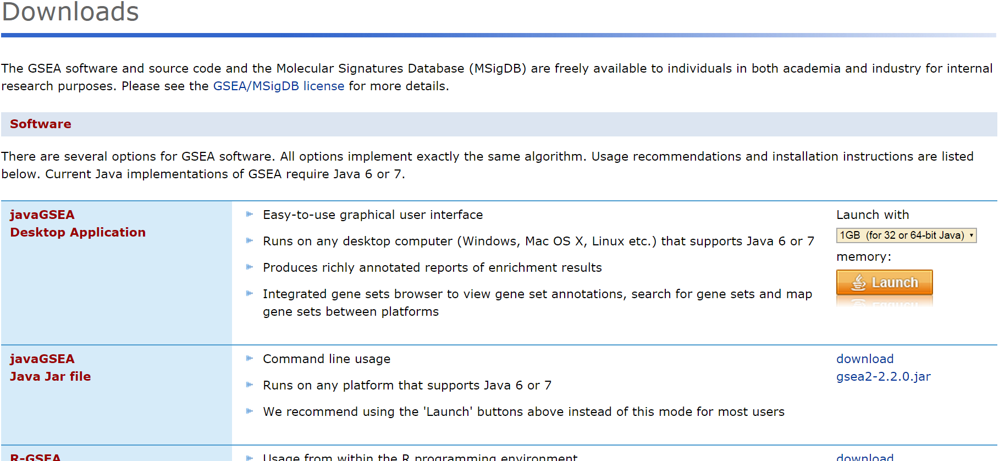 Downloads
The GSEA software and source code and the Molecular Signatures Database (MSigDB) are freely available to individuals in both academia and industry for internal
research purposes. Please see the GSEA/MSigDB license for more details.
Software
There are several options for GSEA software. All options implement exactly the same algorithm. Usage recommendations and installation instructions are listed
below. Current Java implementations of GSEA require Java 6 or 7.
javaGSEA
Desktop Application
Easy-to-use graphical user interface
Runs on any desktop computer (Windows, Mac OS X, Linux etc.) that supports Java 6 or 7
Produces richly annotated reports of enrichment results
Integrated gene sets browser to view gene set annotations, search for gene sets and map
gene sets between platforms
Launch with
1GB (for 32 or 64-bit Java)
memory:
Launch
javaGSEA
Java Jar file
Command line usage
Runs on any platform that supports Java 6 or 7
We recommend using the 'Launch' buttons above instead of this mode for most users
download
gsea2-2.2.0.jar
R-GSEA
Usage from within the R programming environment
download